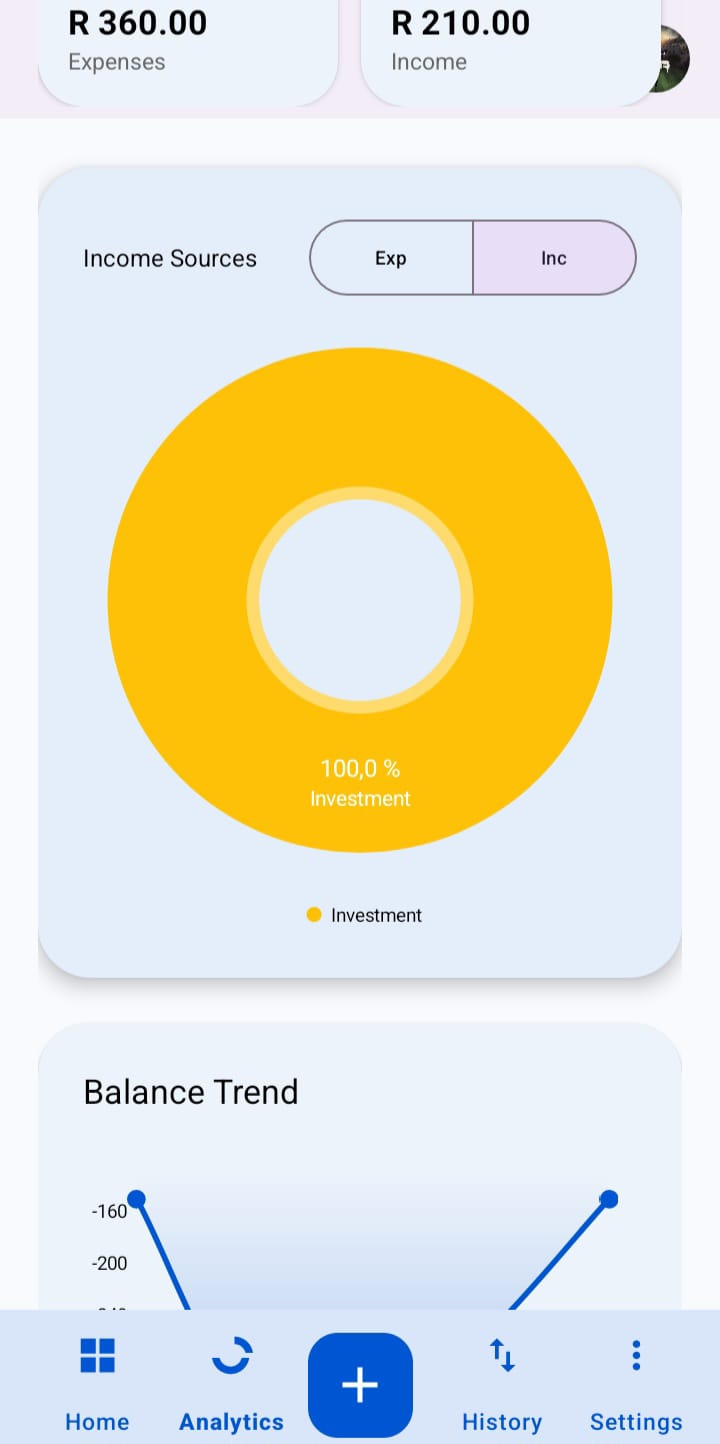 R 360.00
R 210.00
Expenses
Income
Income Sources
Exp
Inc
100,0 %
Investment
Investment
Balance Trend
-160
-200
Home
Analytics
History
Settings